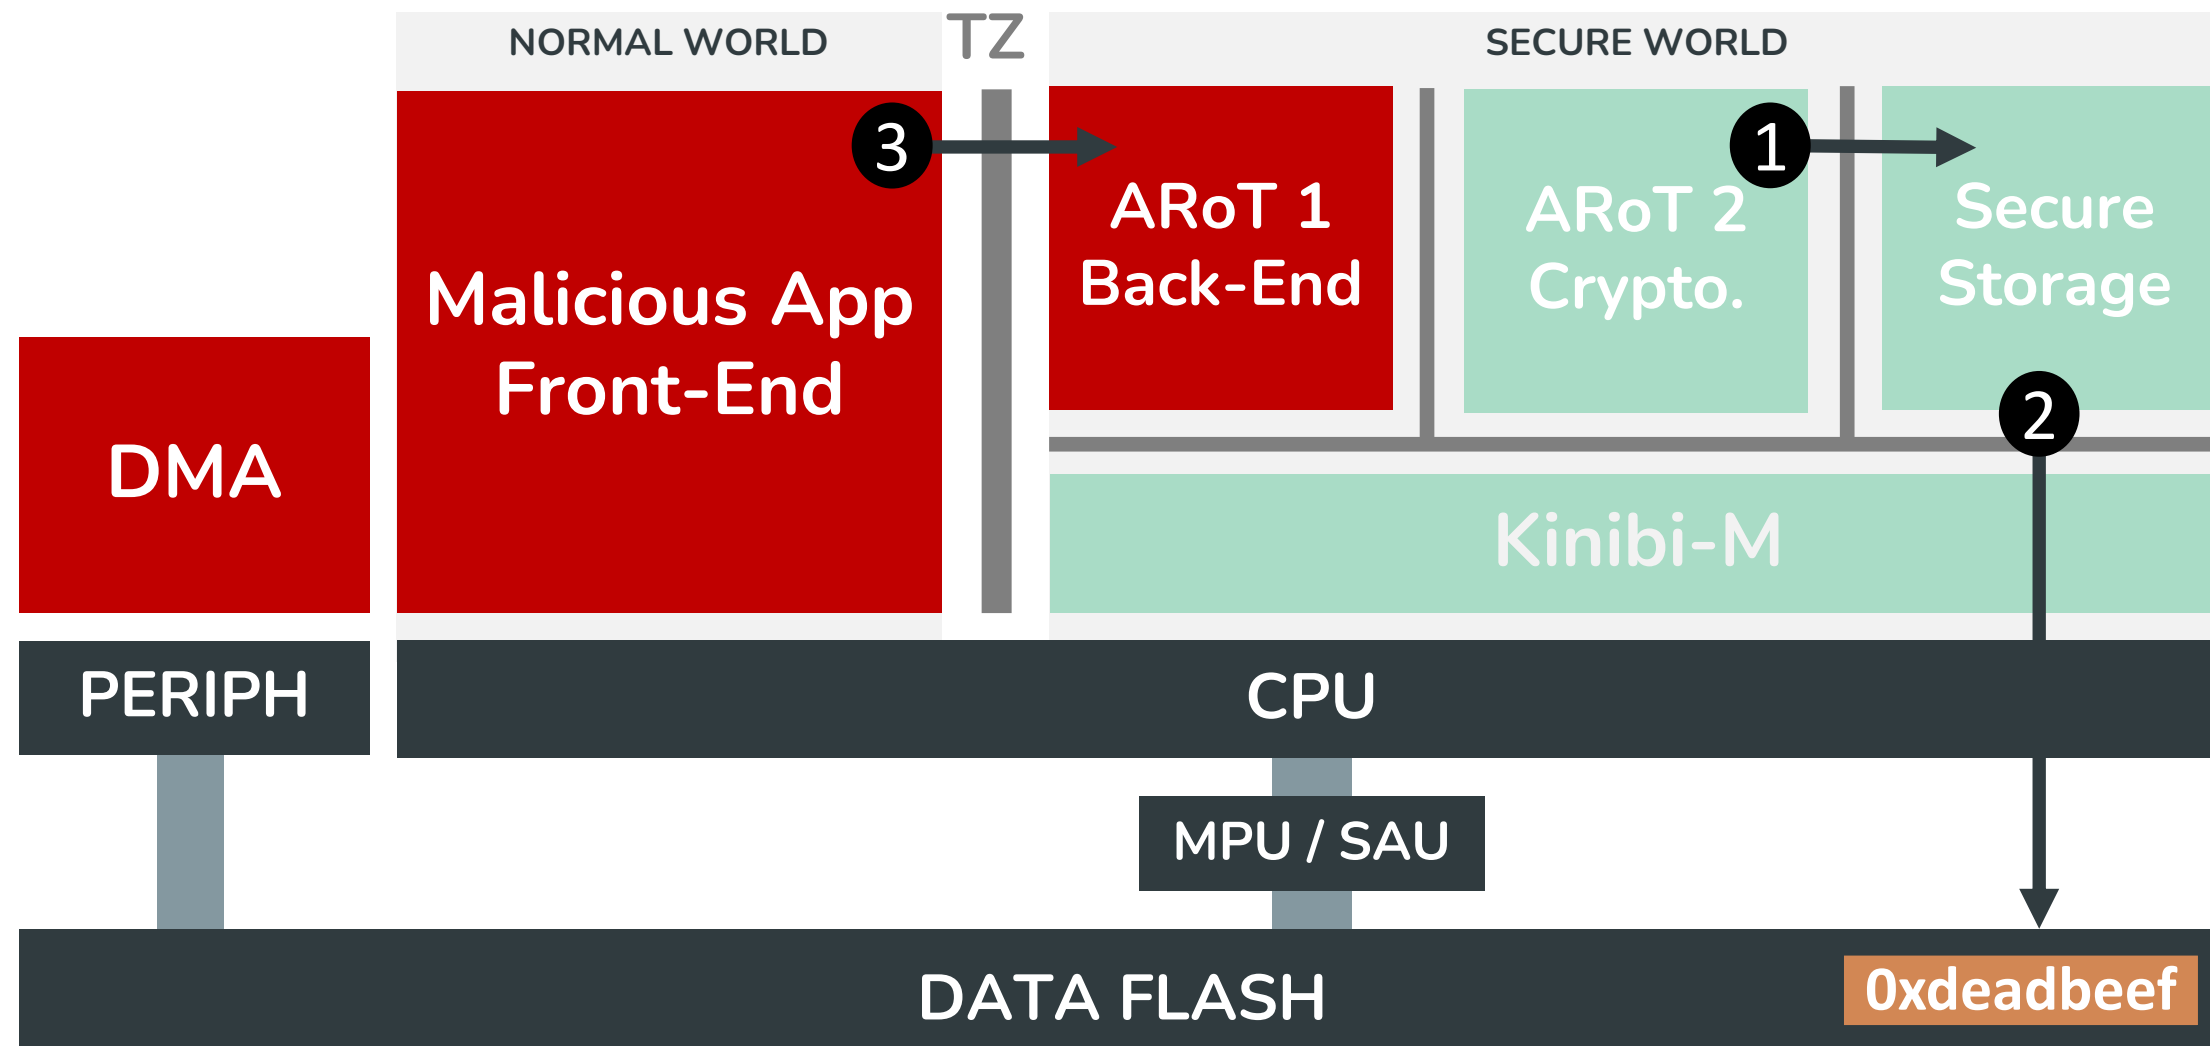 NORMAL WORLD
TZ
SECURE WORLD
3
1
ARoT 1
Back-End
ARoT 2
Crypto.
Secure
Storage
Malicious App
Front-End
2
DMA
Kinibi-M
PERIPH
CPU
MPU / SAU
DATA FLASH
0xdeadbeef